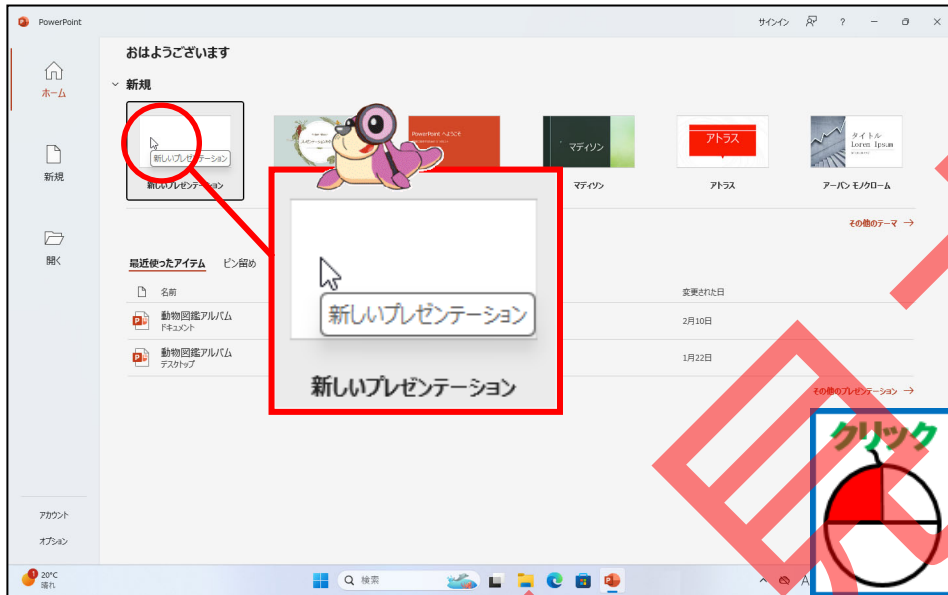 PowerPoint
サインイン
?
おはようございます
ホーム
新規
新規
開く
新しいプレゼンテーション
新しいプレゼンテーション
PowerPoint へようこそ
マディソン
マディソン
アトラス
アトラス
タイトル
Lorem Ipsum
アーバン モノクローム
その他のテーマ →
新しいプレゼンテーション
新しいプレゼンテーション
最近使ったアイテム ピン留め
名前
変更された日
動物図鑑アルバム
ドキュメント
2月10日
動物図鑑アルバム
デスクトップ
1月22日
その他のプレゼンテーション →
クリック
アカウント
オプション
1
20°C
晴れ
検索
A